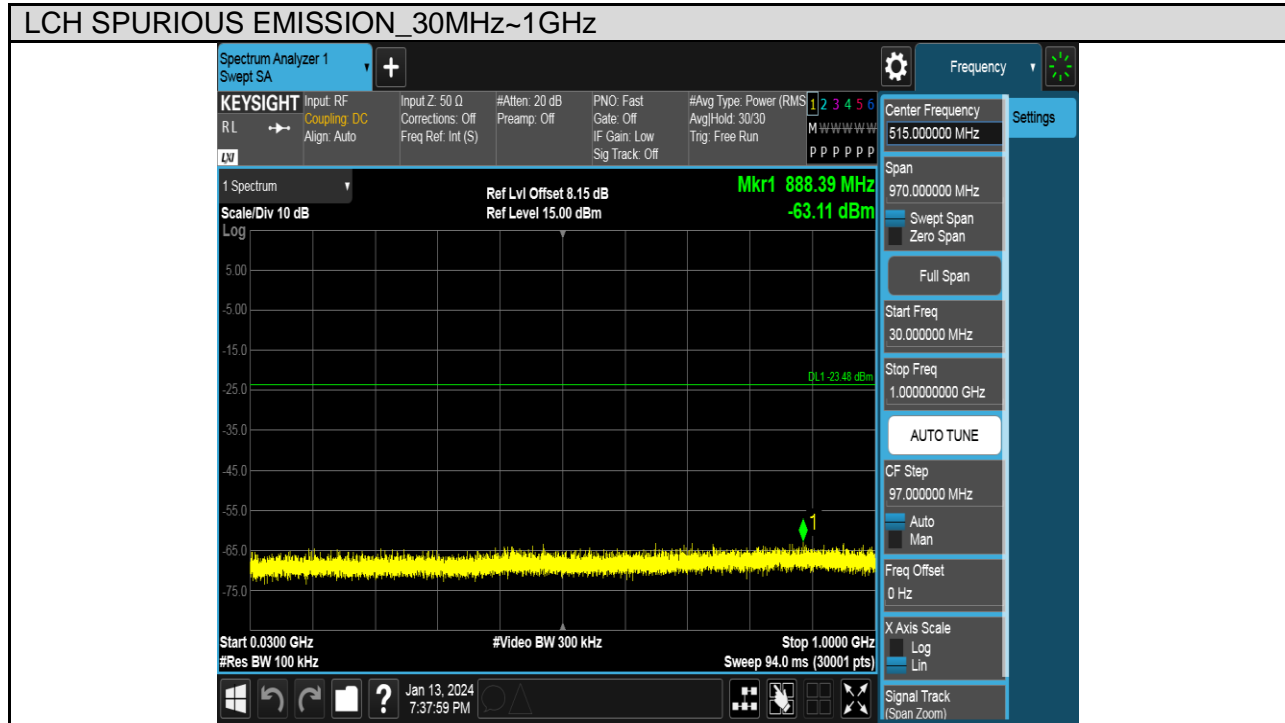 LCH SPURIOUS EMISSION_30MHz~1GHz
Spectrum Analyzer 1
Swept SA
+
Frequency
KEYSIGHT
RL
LXI
Input: RF
Coupling: DC
Align: Auto
Input Z: 50 Ω
Corrections: Off
Freq Ref: Int (S)
#Atten: 20 dB
Preamp: Off
PNO: Fast
Gate: Off
IF Gain: Low
Sig Track: Off
#Avg Type: Power (RMS
Avg|Hold: 30/30
Trig: Free Run
1 2 3 4 5 6
M W W W W W
P P P P P P
1 Spectrum
Scale/Div 10 dB
Ref Lvl Offset 8.15 dB
Ref Level 15.00 dBm
Mkr1 888.39 MHz
-63.11 dBm
Log
5.00
-5.00
-15.0
DL1 -23.48 dBm
-25.0
-35.0
-45.0
-55.0
1
-65.0
-75.0
Start 0.0300 GHz
#Res BW 100 kHz
#Video BW 300 kHz
Stop 1.0000 GHz
Sweep 94.0 ms (30001 pts)
?
Jan 13, 2024
7:37:59 PM
Center Frequency
515.000000 MHz
Settings
Span
970.000000 MHz
Swept Span
Zero Span
Full Span
Start Freq
30.000000 MHz
Stop Freq
1.000000000 GHz
AUTO TUNE
CF Step
97.000000 MHz
Auto
Man
Freq Offset
0 Hz
X Axis Scale
Log
Lin
Signal Track
(Span Zoom)